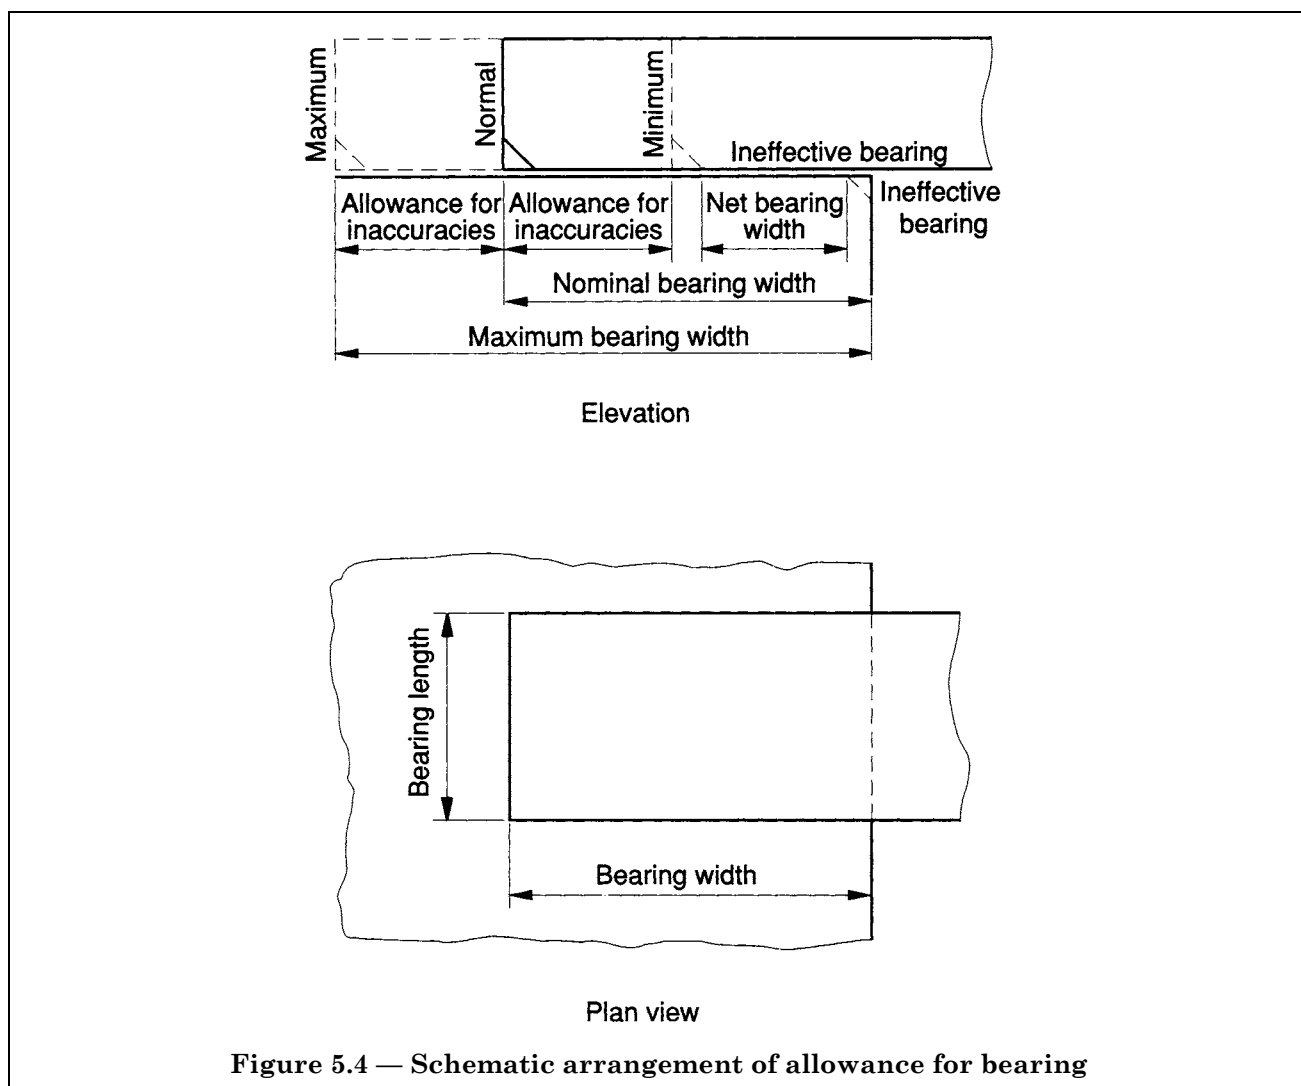 Maximum
Normal
Minimum
Ineffective bearing
Ineffective
bearing
Allowance for
inaccuracies
Allowance for
inaccuracies
Net bearing
width
Nominal bearing width
Maximum bearing width
Elevation
Bearing length
Bearing width
Plan view
Figure 5.4 — Schematic arrangement of allowance for bearing